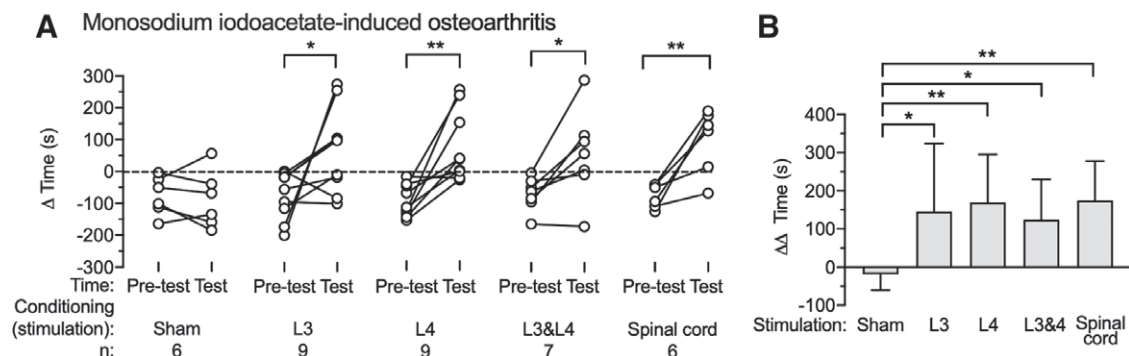 A Monosodium iodoacetate-induced osteoarthritis
* ** * **
300
200
100
0
-100
-200
-300
Δ Time (s)
Time: Pre-test Test Pre-test Test Pre-test Test Pre-test Test Pre-test Test
Conditioning
(stimulation): Sham L3 L4 L3&L4 Spinal cord
n: 6 9 9 7 6
B
**
*
**
*
400
300
200
100
0
-100
ΔΔ Time (s)
Stimulation: Sham L3 L4 L3&4 Spinal
cord